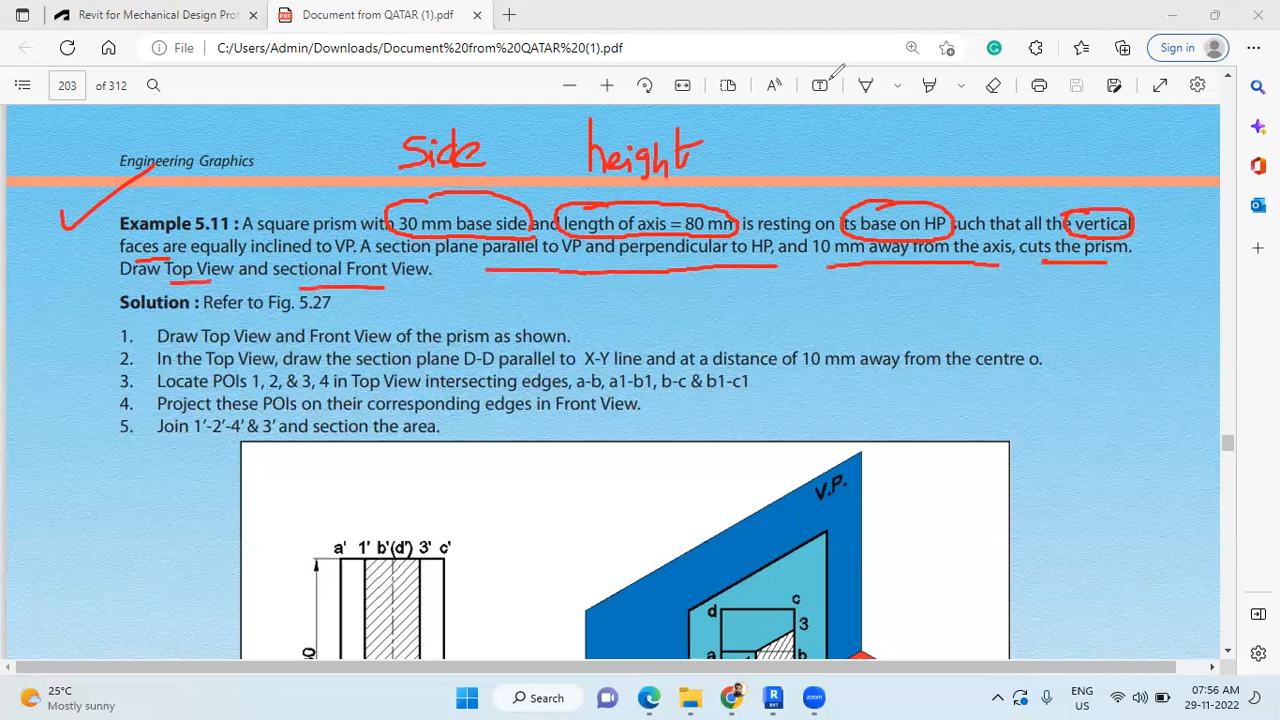 Revit for Mechanical Design Prot
Document from QATAR (1).pdf
File
C:/Users/Admin/Downloads/Document%20from%20QATAR%20(1).pdf
Sign in
203 of 312
side height
Engineering Graphics
Example 5.11 : A square prism with 30 mm base side and length of axis = 80 mm is resting on its base on HP such that all the vertical
faces are equally inclined to VP. A section plane parallel to VP and perpendicular to HP, and 10 mm away from the axis, cuts the prism.
Draw Top View and sectional Front View.
Solution : Refer to Fig. 5.27
1. Draw Top View and Front View of the prism as shown.
2. In the Top View, draw the section plane D-D parallel to X-Y line and at a distance of 10 mm away from the centre o.
3. Locate POIs 1, 2, & 3, 4 in Top View intersecting edges, a-b, a1-b1, b-c & b1-c1
4. Project these POIs on their corresponding edges in Front View.
5. Join 1’-2’-4’ & 3’ and section the area.
V.P.
a' 1' b'(d') 3' c'
c
d
3
a
b
25°C
Mostly sunny
Search
ENG
US
07:56 AM
29-11-2022